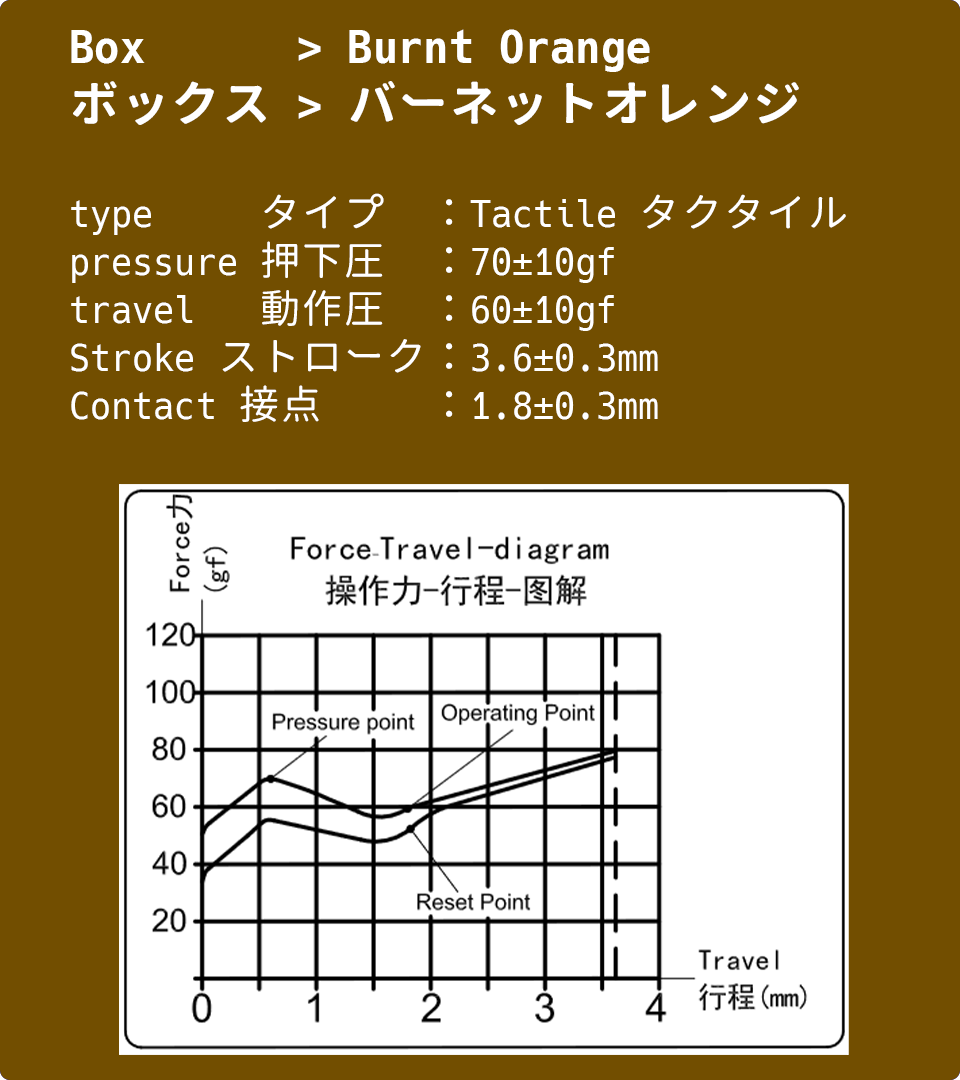 Box > Burnt Orange
ボックス > バーネットオレンジ
type タイプ ：Tactile タクタイル
pressure 押下圧 ：70±10gf
travel 動作圧 ：60±10gf
Stroke ストローク：3.6±0.3mm
Contact 接点 ：1.8±0.3mm
Force力
(gf)
Force-Travel-diagram
操作力-行程-图解
120
100
Pressure point
Operating Point
80
60
40
Reset Point
20
Travel
行程(mm)
0 1 2 3 4